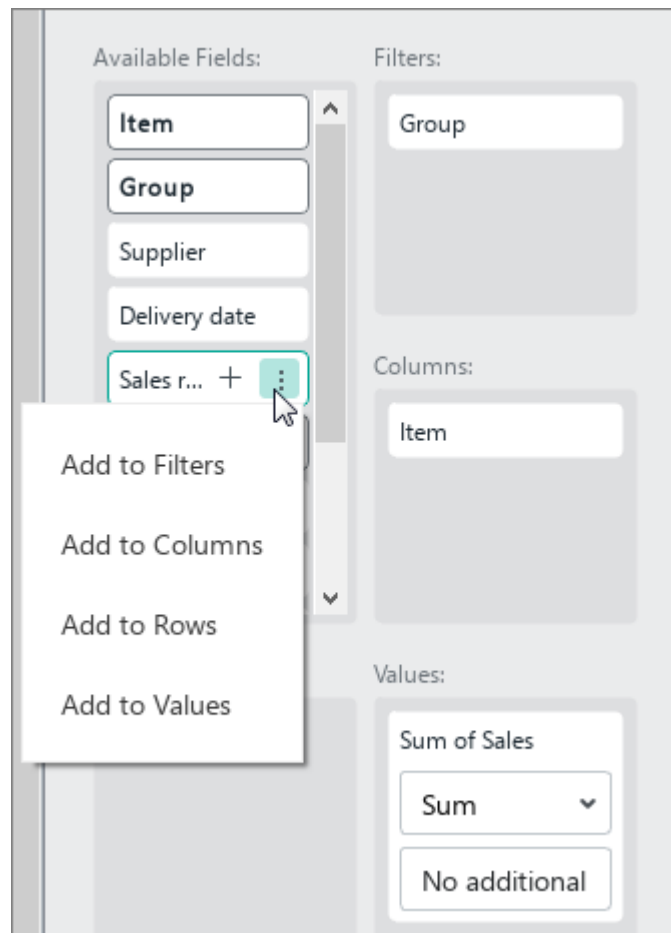 Available Fields:
Item
Group
Supplier
Delivery date
Sales r...
Add to Filters
Add to Columns
Add to Rows
Add to Values
Filters:
Group
Columns:
Item
Values:
Sum of Sales
Sum
No additional